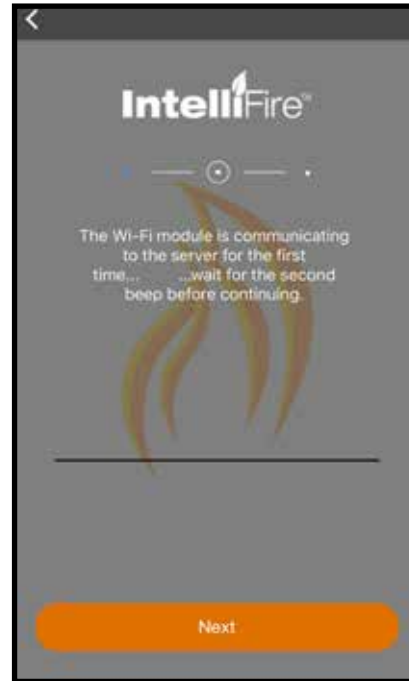 IntelliFire™
The Wi-Fi module is communicating
to the server for the first
time... ...wait for the second
beep before continuing.
Next